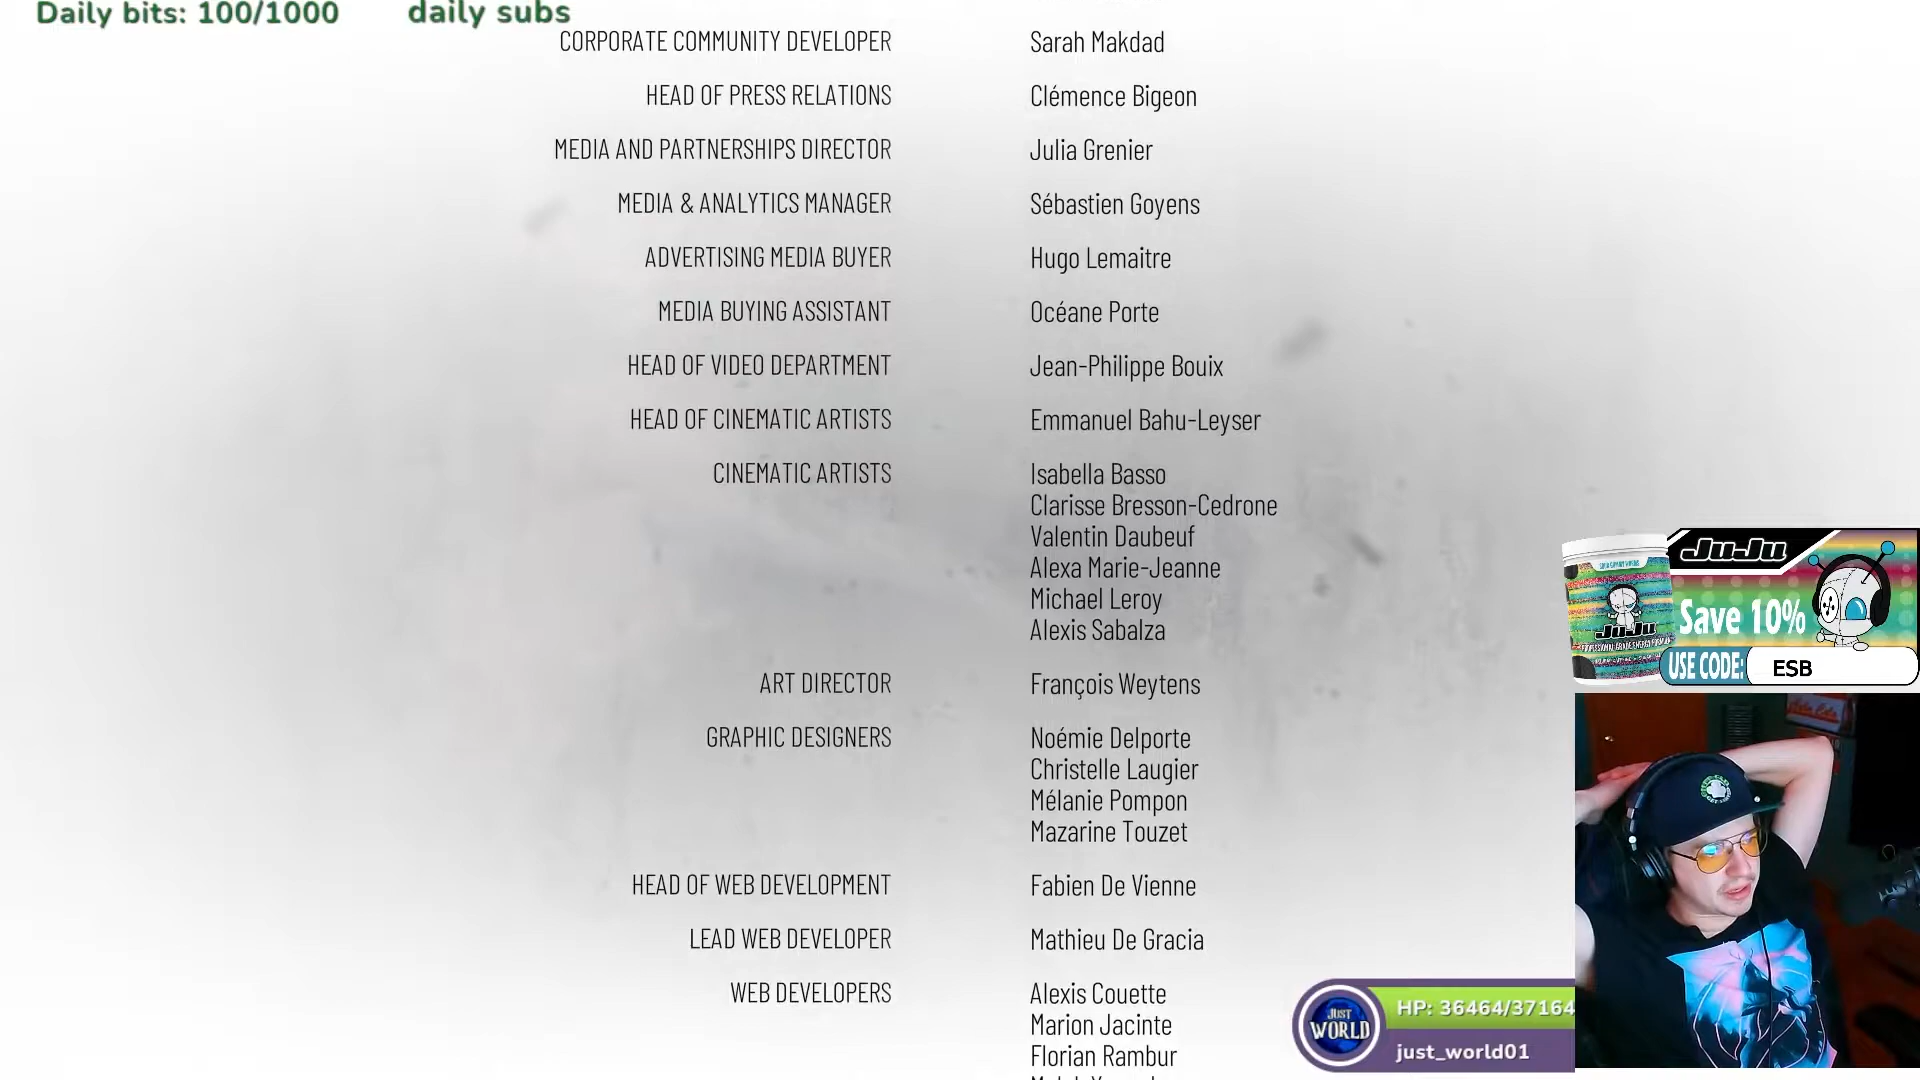 Daily bits: 100/1000 daily subs
CORPORATE COMMUNITY DEVELOPER Sarah Makdad
HEAD OF PRESS RELATIONS Clémence Bigeon
MEDIA AND PARTNERSHIPS DIRECTOR Julia Grenier
MEDIA & ANALYTICS MANAGER Sébastien Goyens
ADVERTISING MEDIA BUYER Hugo Lemaitre
MEDIA BUYING ASSISTANT Océane Porte
HEAD OF VIDEO DEPARTMENT Jean-Philippe Bouix
HEAD OF CINEMATIC ARTISTS Emmanuel Bahu-Leyser
CINEMATIC ARTISTS Isabella Basso
Clarisse Bresson-Cedrone
Valentin Daubeuf
Alexa Marie-Jeanne
Michael Leroy
Alexis Sabalza
ART DIRECTOR François Weytens
GRAPHIC DESIGNERS Noémie Delporte
Christelle Laugier
Mélanie Pompon
Mazarine Touzet
HEAD OF WEB DEVELOPMENT Fabien De Vienne
LEAD WEB DEVELOPER Mathieu De Gracia
WEB DEVELOPERS Alexis Couette
Marion Jacinte
Florian Rambur
JuJu
JuJu
Save 10%
USE CODE: ESB
JUST
WORLD
HP: 36464/37164
just_world01